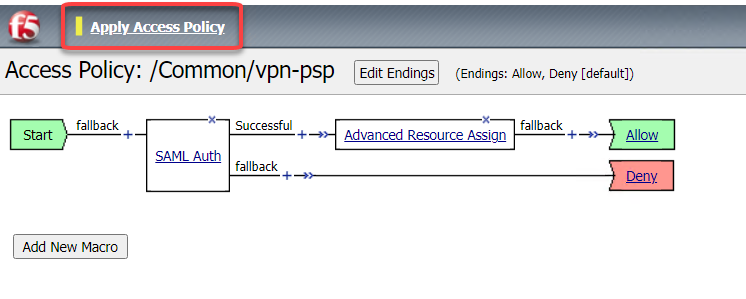 f5 Apply Access Policy
Access Policy: /Common/vpn-psp Edit Endings (Endings: Allow, Deny [default])
Start fallback + SAML Auth Successful + Advanced Resource Assign fallback + Allow
fallback + Deny
Add New Macro